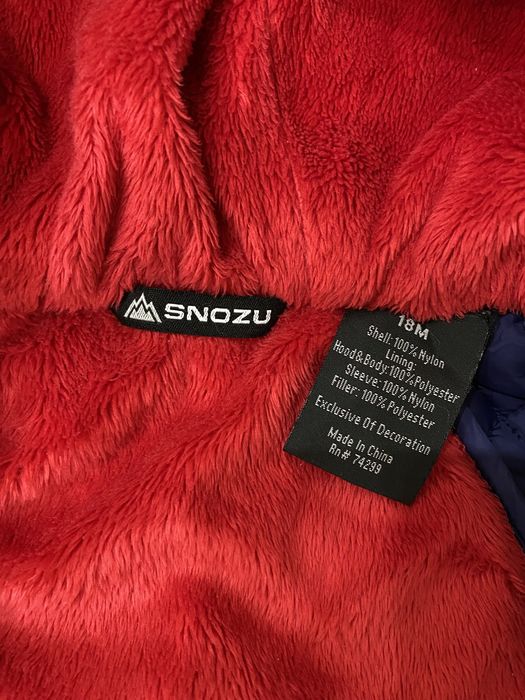 SNOZU
18M
Shell:100% Nylon
Lining:
Hood&Body:100%Polyester
Sleeve:100% Nylon
Filler: 100% Polyester
Exclusive Of Decoration
Made In China
Rn# 74299